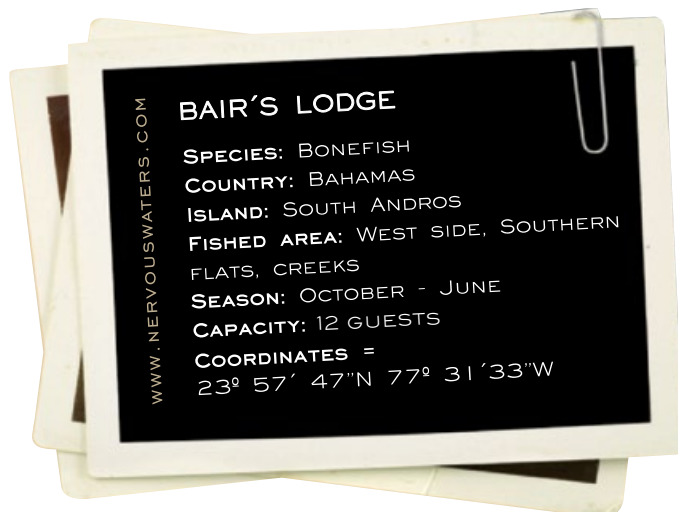 BAIR´S LODGE
SPECIES: BONEFISH
COUNTRY: BAHAMAS
ISLAND: SOUTH ANDROS
FISHED AREA: WEST SIDE, SOUTHERN
FLATS, CREEKS
SEASON: OCTOBER - JUNE
CAPACITY: 12 GUESTS
COORDINATES =
23º 57´ 47”N 77º 31´33”W
WWW.NERVOUSWATERS.COM